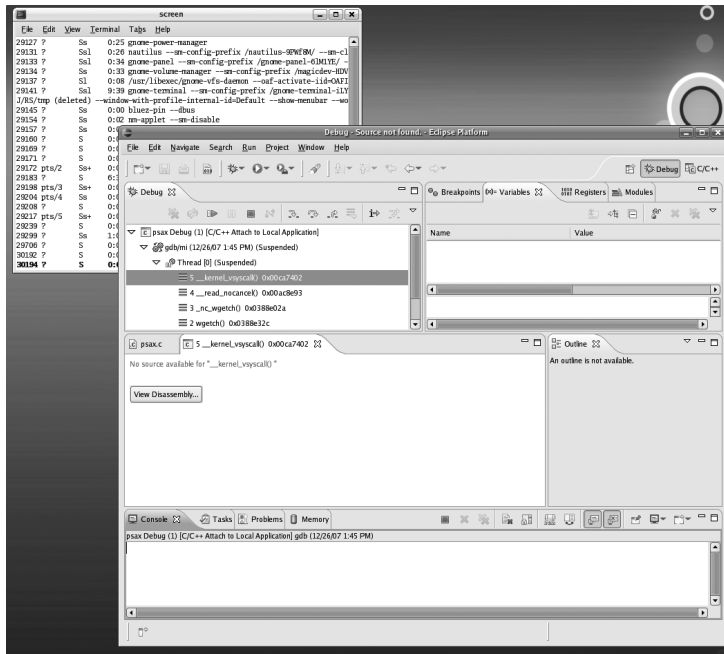 screen
File Edit View Terminal Tabs Help
29127 ? Ss 0:25 gnome-power-manager
29131 ? Ssl 0:26 nautilus --sm-config-prefix /nautilus-9PWf8M/ --sm-cl
29133 ? Ssl 0:34 gnome-panel --sm-config-prefix /gnome-panel-6lM1YE/ -
29134 ? Ss 0:33 gnome-volume-manager --sm-config-prefix /magicdev-HDV
29137 ? Sl 0:08 /usr/libexec/gnome-vfs-daemon --oaf-activate-iid=OAFI
29141 ? Ssl 9:39 gnome-terminal --sm-config-prefix /gnome-terminal-iLY
J/RS/tmp (deleted) --window-with-profile-internal-id=Default --show-menubar --wo
29145 ? Ss 0:00 bluez-pin --dbus
29154 ? Ss 0:02 nm-applet --sm-disable
29157 ? Ss
29160 ? S
29169 ? S
29171 ? S
29172 pts/2 Ss+
29183 ? S
29198 pts/3 Ss+
29204 pts/4 Ss
29208 ? S
29217 pts/5 Ss+
29239 ? S
29299 ? Ss
29706 ? S
30192 ? S
30194 ? S
Debug - Source not found. - Eclipse Platform
File Edit Navigate Search Run Project Window Help
Debug C/C++
Debug
Breakpoints Variables Registers Modules
psax Debug (1) [C/C++ Attach to Local Application]
gdb/mi (12/26/07 1:45 PM) (Suspended)
Thread [0] (Suspended)
5 __kernel_vsyscall() 0x00ca7402
4 __read_nocancel() 0x00ac8e93
3 _nc_wgetch() 0x0388e02a
2 wgetch() 0x0388e32c
Name Value
psax.c 5 __kernel_vsyscall() 0x00ca7402
No source available for "__kernel_vsyscall() "
View Disassembly...
Outline
An outline is not available.
Console Tasks Problems Memory
psax Debug (1) [C/C++ Attach to Local Application] gdb (12/26/07 1:45 PM)